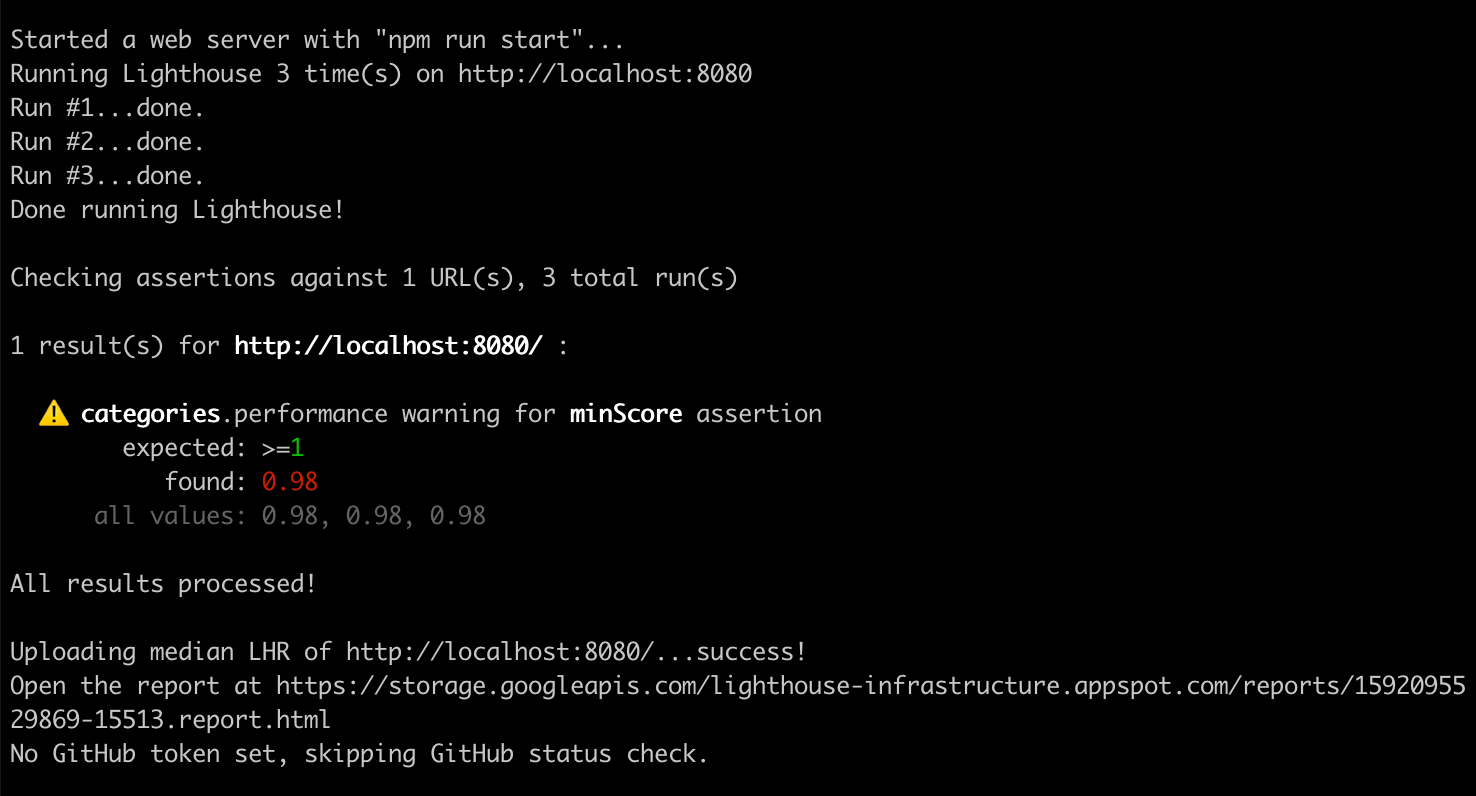 Started a web server with "npm run start"...
Running Lighthouse 3 time(s) on http://localhost:8080
Run #1...done.
Run #2...done.
Run #3...done.
Done running Lighthouse!
Checking assertions against 1 URL(s), 3 total run(s)
1 result(s) for http://localhost:8080/ :
⚠️ categories.performance warning for minScore assertion
expected: >=1
found: 0.98
all values: 0.98, 0.98, 0.98
All results processed!
Uploading median LHR of http://localhost:8080/...success!
Open the report at https://storage.googleapis.com/lighthouse-infrastructure.appspot.com/reports/15920955
29869-15513.report.html
No GitHub token set, skipping GitHub status check.